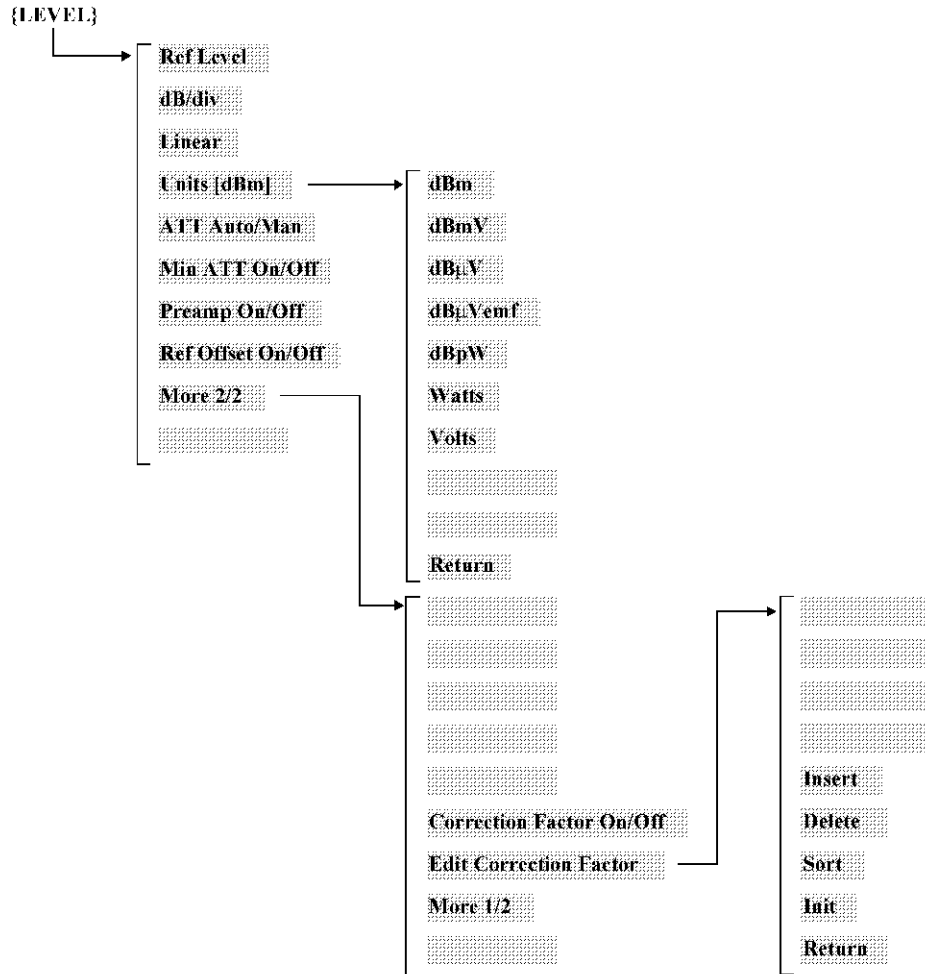 {LEVEL}
Ref Level
dB/div
Linear
Units [dBm]
ATT Auto/Man
Min ATT On/Off
Preamp On/Off
Ref Offset On/Off
More 2/2
dBm
dBmV
dBμV
dBμVemf
dBpW
Watts
Volts
Return
Correction Factor On/Off
Edit Correction Factor
More 1/2
Insert
Delete
Sort
Init
Return